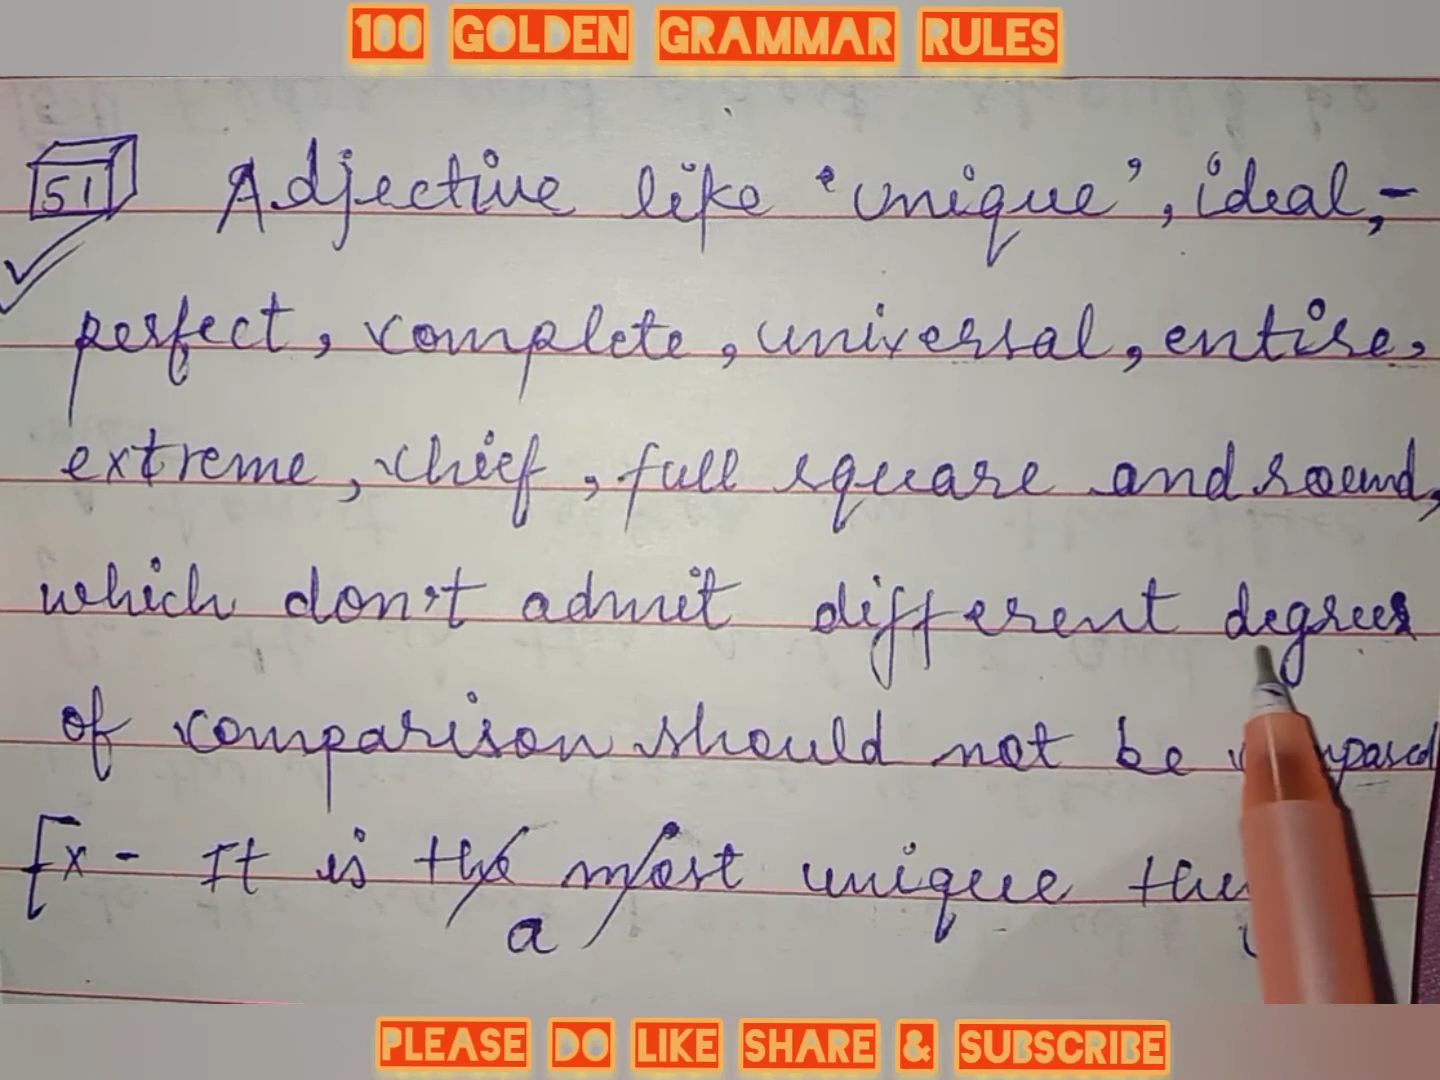 100 GOLDEN GRAMMAR RULES
51 Adjective like 'unique', ideal,-
perfect, complete, universal, entire,
extreme, chief, full square and round,
which don't admit different degrees
of comparison should not be
Ex- It is the most unique
a
PLEASE DO LIKE SHARE & SUBSCRIBE